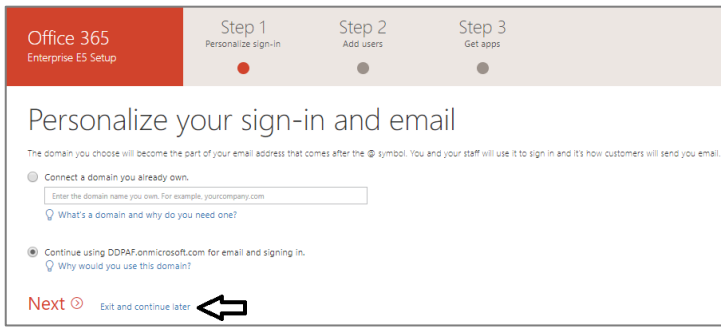 Office 365
Enterprise E5 Setup
Step 1
Personalize sign-in
Step 2
Add users
Step 3
Get apps
Personalize your sign-in and email
The domain you choose will become the part of your email address that comes after the @ symbol. You and your staff will use it to sign in and it's how customers will send you email.
Connect a domain you already own.
Enter the domain name you own. For example, yourcompany.com
What's a domain and why do you need one?
Continue using DDPAF.onmicrosoft.com for email and signing in.
Why would you use this domain?
Next Exit and continue later